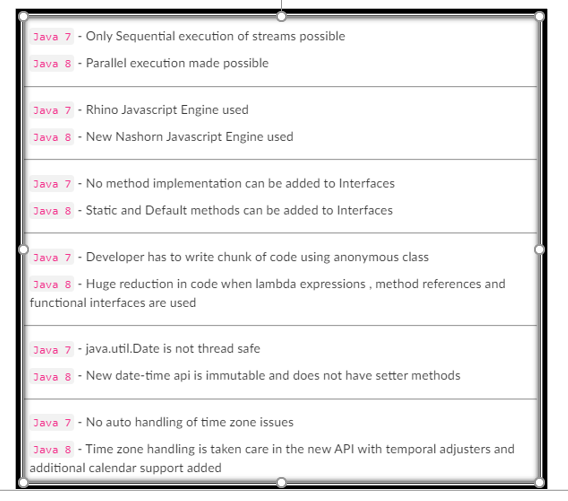 Java 7 - Only Sequential execution of streams possible
Java 8 - Parallel execution made possible
Java 7 - Rhino Javascript Engine used
Java 8 - New Nashorn Javascript Engine used
Java 7 - No method implementation can be added to Interfaces
Java 8 - Static and Default methods can be added to Interfaces
Java 7 - Developer has to write chunk of code using anonymous class
Java 8 - Huge reduction in code when lambda expressions , method references and
functional interfaces are used
Java 7 - java.util.Date is not thread safe
Java 8 - New date-time api is immutable and does not have setter methods
Java 7 - No auto handling of time zone issues
Java 8 - Time zone handling is taken care in the new API with temporal adjusters and
additional calendar support added